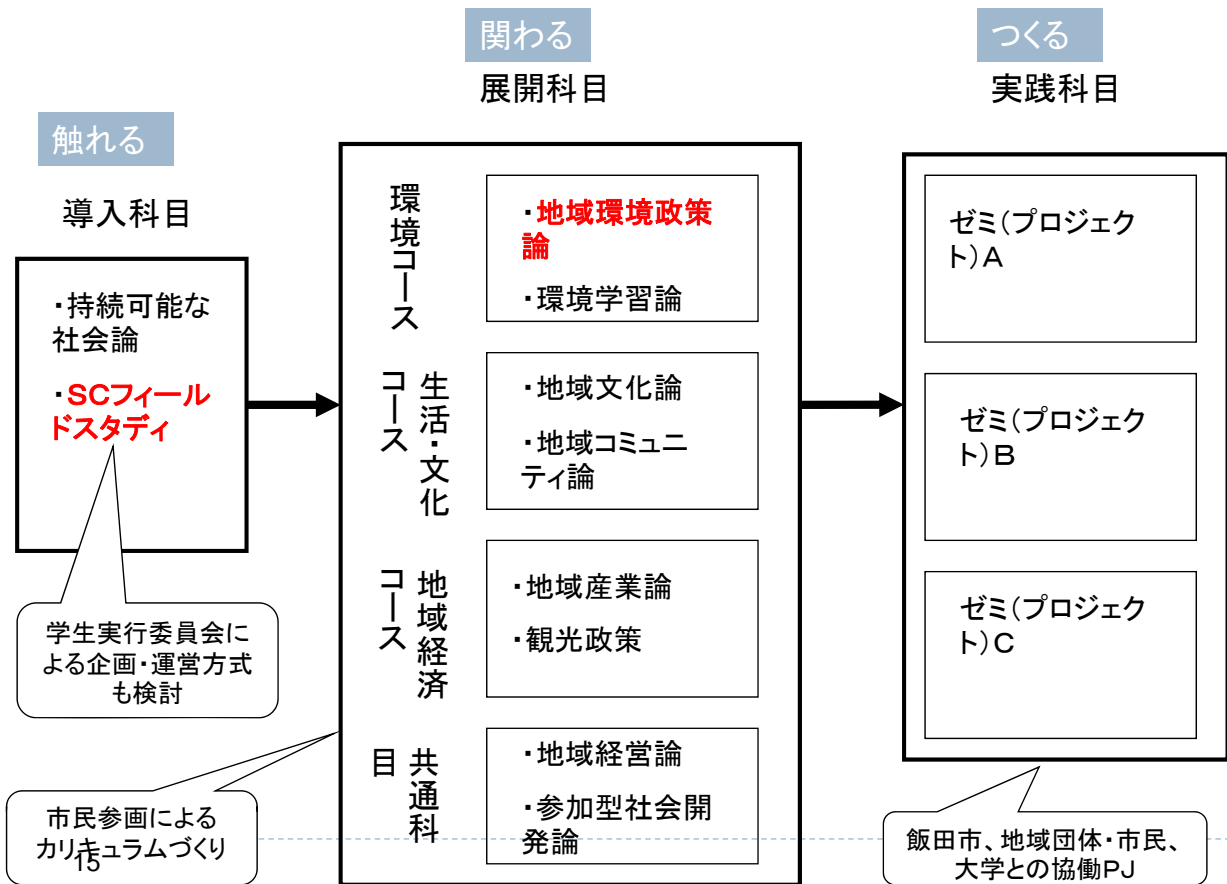 触れる
導入科目
・持続可能な
社会論
・SCフィール
ドスタディ
学生実行委員会に
よる企画・運営方式
も検討
関わる
展開科目
環境コース
・地域環境政策
論
・環境学習論
生活・文化
コース
・地域文化論
・地域コミュニ
ティ論
地域経済
コース
・地域産業論
・観光政策
共通科
目
・地域経営論
・参加型社会開
発論
市民参画による
カリキュラムづくり
15
つくる
実践科目
ゼミ(プロジェク
ト)A
ゼミ(プロジェク
ト)B
ゼミ(プロジェク
ト)C
飯田市、地域団体・市民、
大学との協働PJ